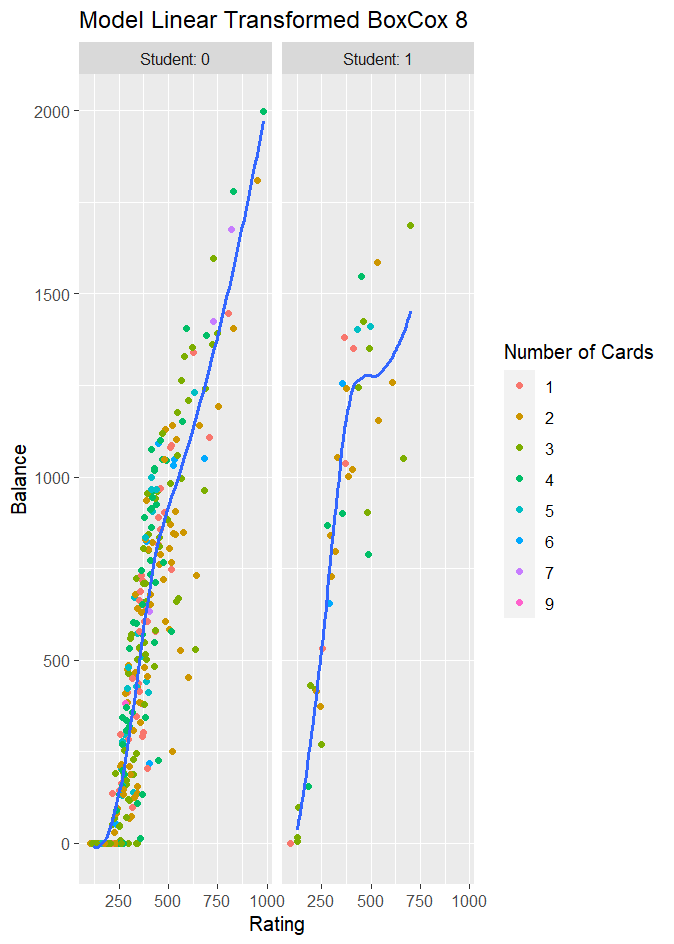 Model Linear Transformed BoxCox 8
Student: 0
Student: 1
2000
1500
1000
500
0
Balance
250 500 750 1000
250 500 750 1000
Rating
Number of Cards
1
2
3
4
5
6
7
9